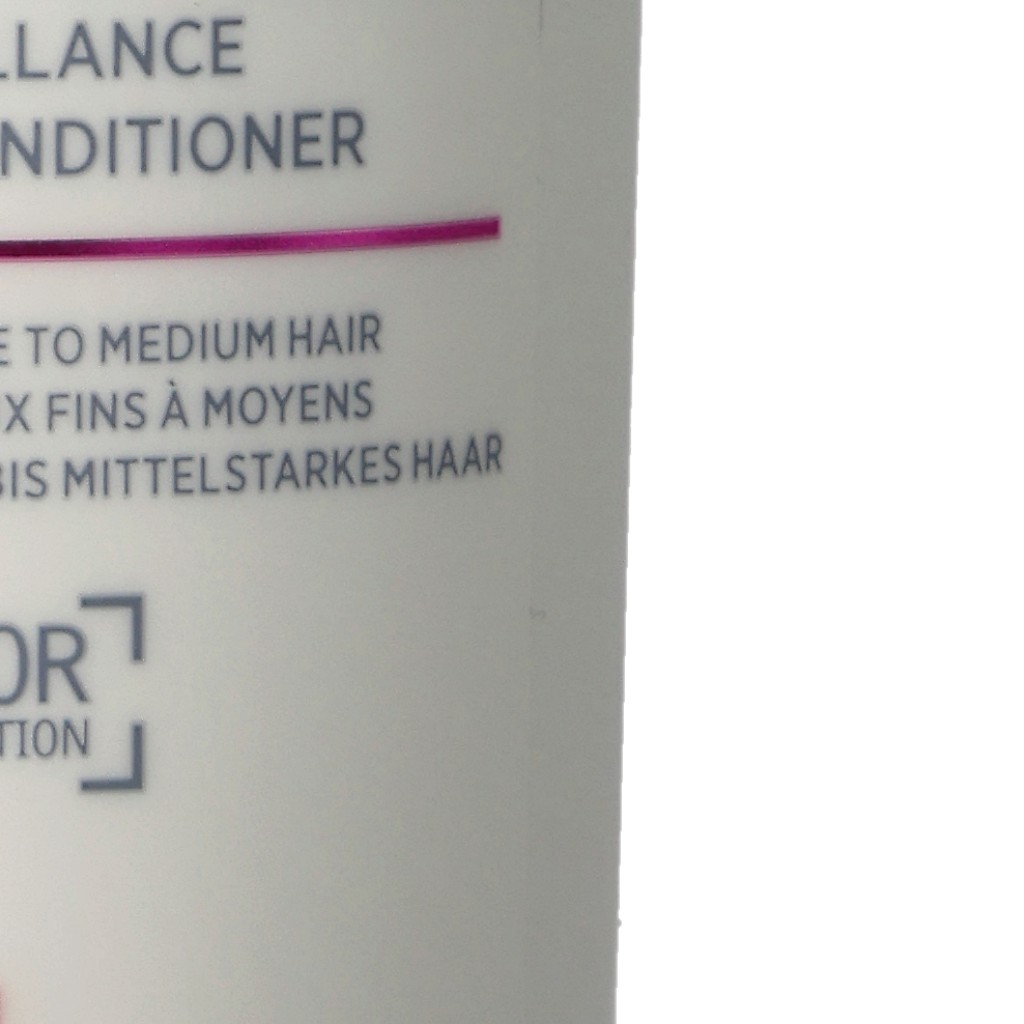 LLANCE
NDITIONER
E TO MEDIUM HAIR
X FINS À MOYENS
BIS MITTELSTARKES HAAR
OR
TION